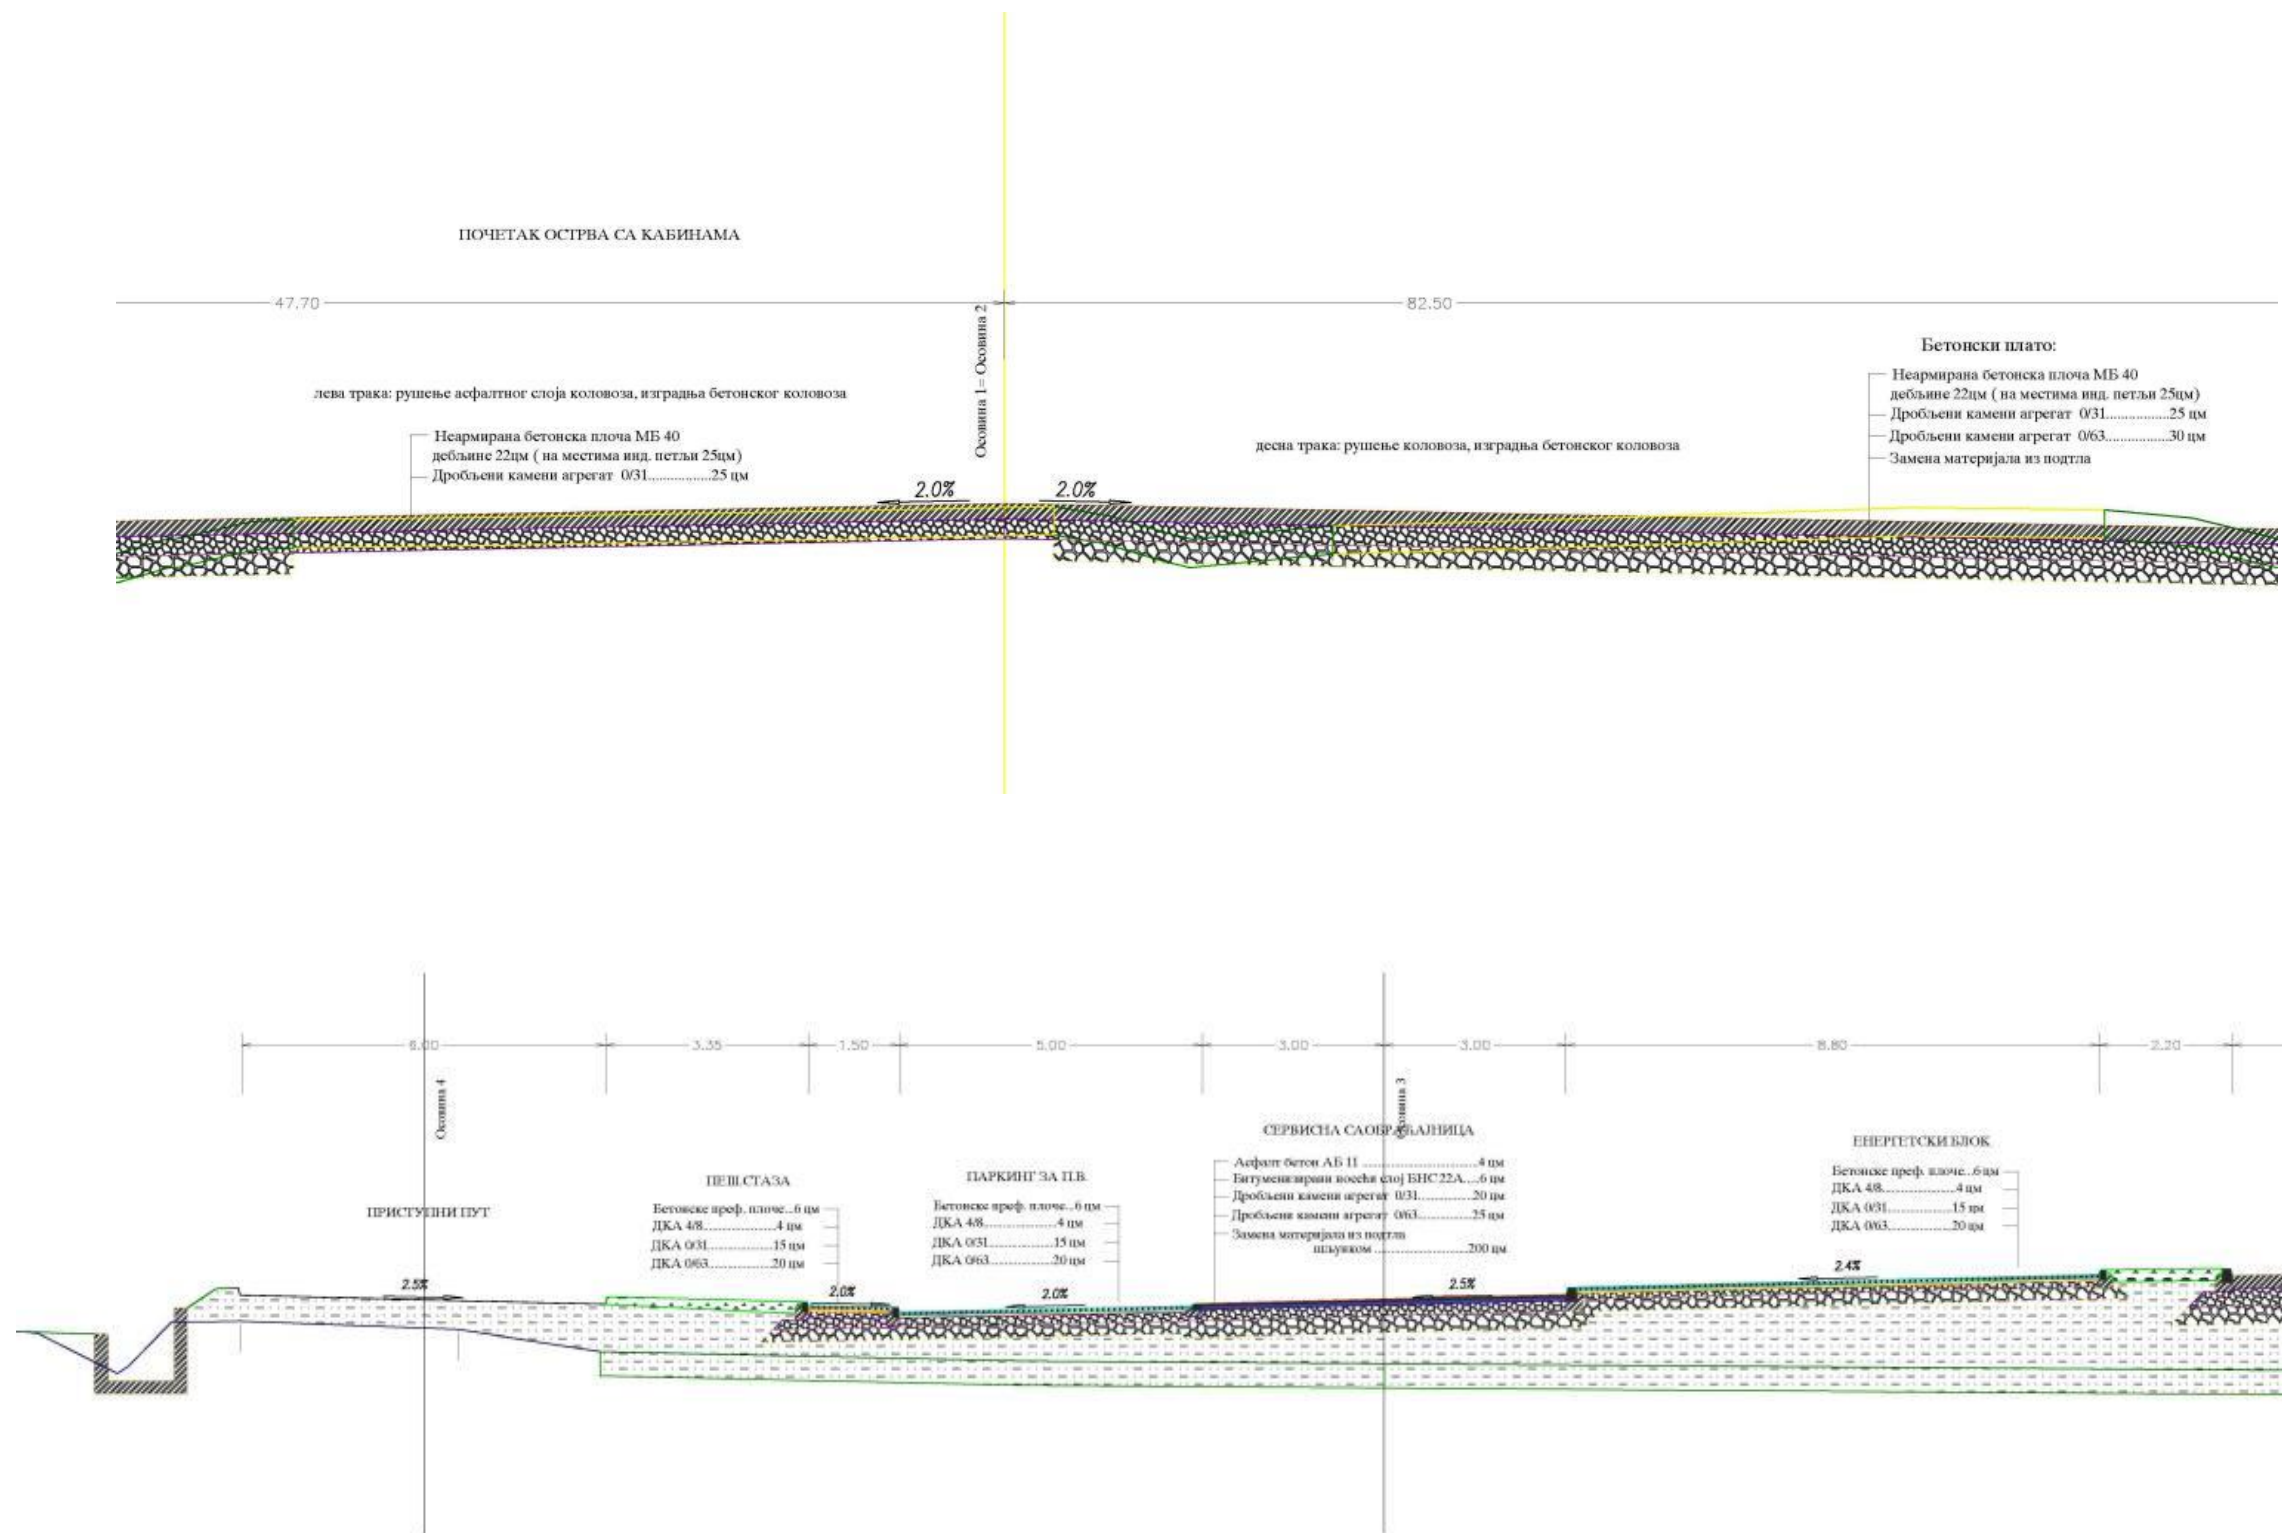 ПОЧЕТАК ОСТРВА СА КАБИНАМА
47.70
82.50
Осовина 1 = Осовина 2
Бетонски плато:
Неармирана бетонска плоча МБ 40
дебљине 22цм ( на местима инд. петљи 25цм)
Дробљени камени агрегат 0/31.................25 цм
Дробљени камени агрегат 0/63.................30 цм
Замена материјала из подтла
лева трака: рушење асфалтног слоја коловоза, изградња бетонског коловоза
Неармирана бетонска плоча МБ 40
дебљине 22цм ( на местима инд. петљи 25цм)
Дробљени камени агрегат 0/31.................25 цм
десна трака: рушење коловоза, изградња бетонског коловоза
2.0%
2.0%
6.00
3.35
1.50
5.00
3.00
3.00
8.80
2.20
Осовина 4
Осовина 3
ПРИСТУПНИ ПУТ
2.5%
ПЕШ.СТАЗА
Бетонске преф. плоче...6 цм
ДКА 4/8..................4 цм
ДКА 0/31.................15 цм
ДКА 0/63.................20 цм
2.0%
ПАРКИНГ ЗА П.В.
Бетонске преф. плоче...6 цм
ДКА 4/8..................4 цм
ДКА 0/31.................15 цм
ДКА 0/63.................20 цм
2.0%
СЕРВИСНА САОБРАЋАЈНИЦА
Асфалт бетон АБ 11 ..............................4 цм
Битуменизирани носећи слој БНС22А....6 цм
Дробљени камени агрегат 0/31..............20 цм
Дробљени камени агрегат 0/63..............25 цм
Замена материјала из подтла
шљунком ........................200 цм
2.5%
ЕНЕРГЕТСКИ БЛОК
Бетонске преф. плоче...6 цм
ДКА 4/8..................4 цм
ДКА 0/31.................15 цм
ДКА 0/63.................20 цм
2.4%